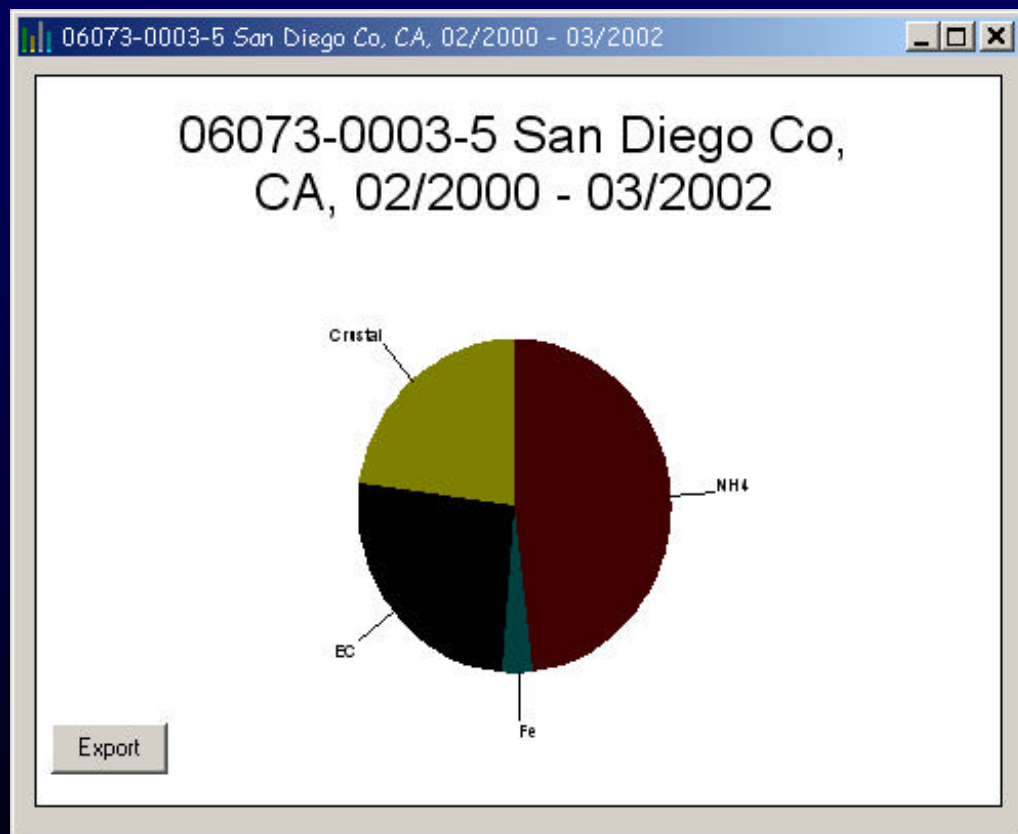 06073-0003-5 San Diego Co, CA, 02/2000 - 03/2002
06073-0003-5 San Diego Co,
CA, 02/2000 - 03/2002
Crustal
NH4
EC
Fe
Export